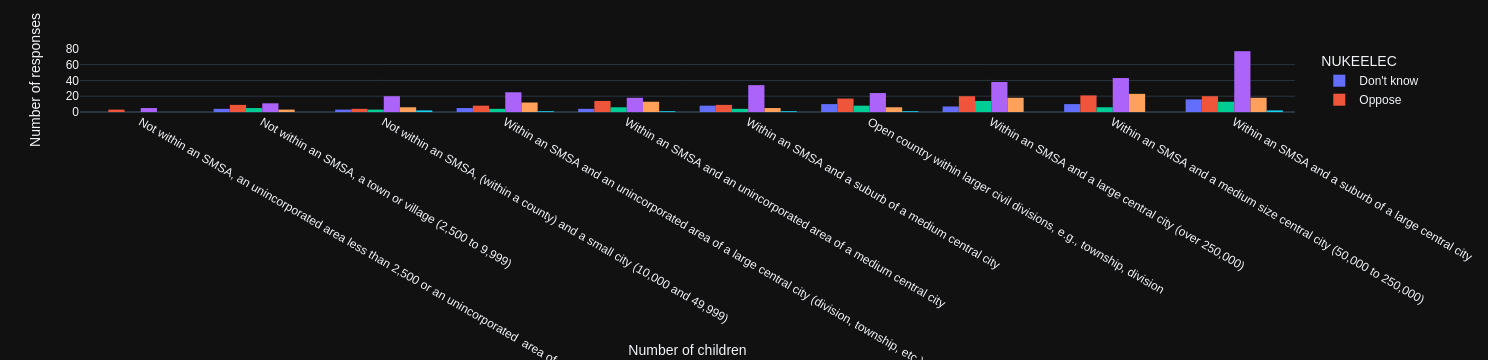 Number of responses
80
60
40
20
0
NUKEELEC
Don't know
Oppose
Not within an SMSA, an unincorporated area less than 2,500 or an unincorporated area of
Not within an SMSA, a town or village (2,500 to 9,999)
Not within an SMSA, (within a county) and a small city (10,000 and 49,999)
Within an SMSA and an unincorporated area of a large central city (division, township, etc.)
Within an SMSA and an unincorporated area of a medium central city
Within an SMSA and a suburb of a medium central city
Open country within larger civil divisions, e.g., township, division
Within an SMSA and a large central city (over 250,000)
Within an SMSA and a medium size central city (50,000 to 250,000)
Within an SMSA and a suburb of a large central city
Number of children